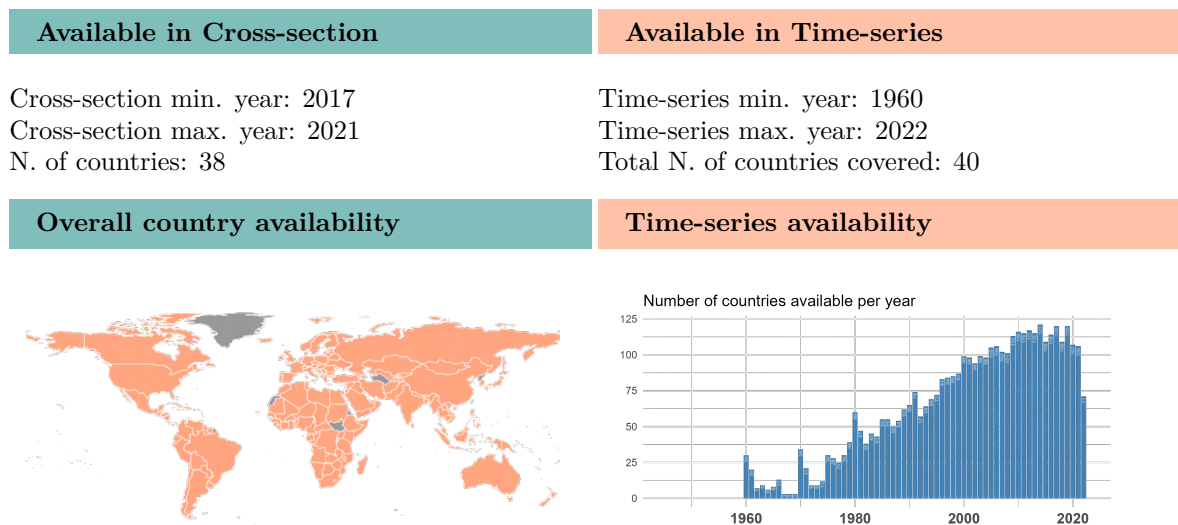 Available in Cross-section
Available in Time-series
Cross-section min. year: 2017
Cross-section max. year: 2021
N. of countries: 38
Time-series min. year: 1960
Time-series max. year: 2022
Total N. of countries covered: 40
Overall country availability
Time-series availability
Number of countries available per year
125
100
75
50
25
0
1960 1980 2000 2020